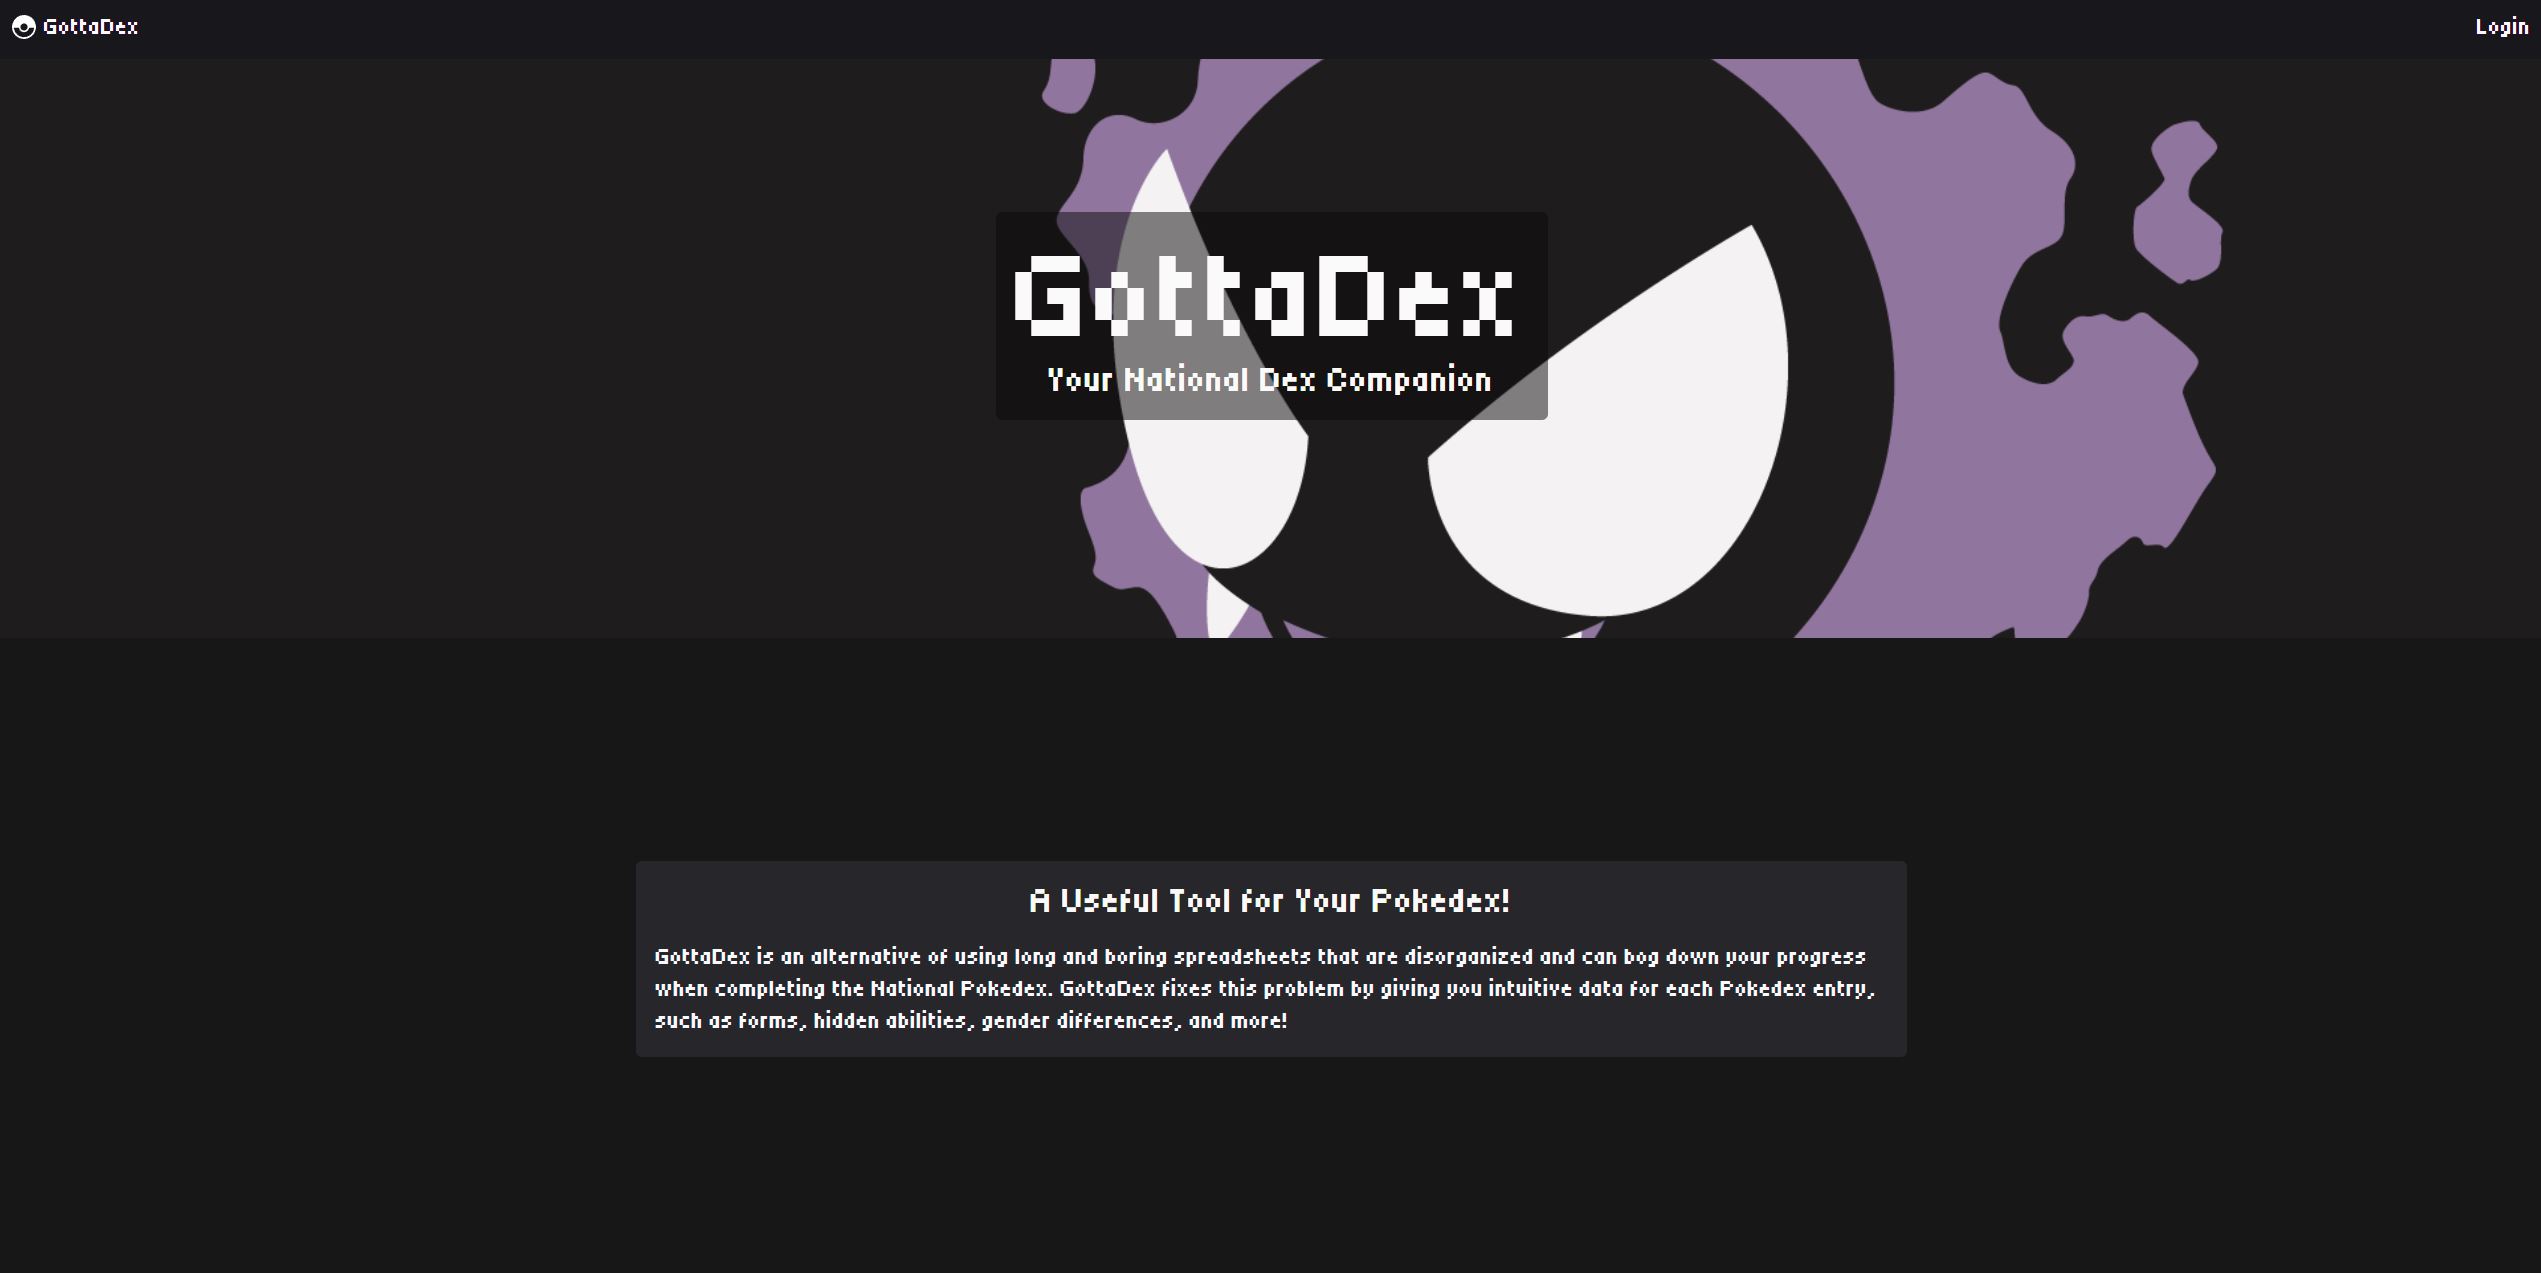 GottaDex
Login
GottaDex
Your National Dex Companion
A Useful Tool for Your Pokedex!
GottaDex is an alternative of using long and boring spreadsheets that are disorganized and can bog down your progress
when completing the National Pokedex. GottaDex fixes this problem by giving you intuitive data for each Pokedex entry,
such as forms, hidden abilities, gender differences, and more!